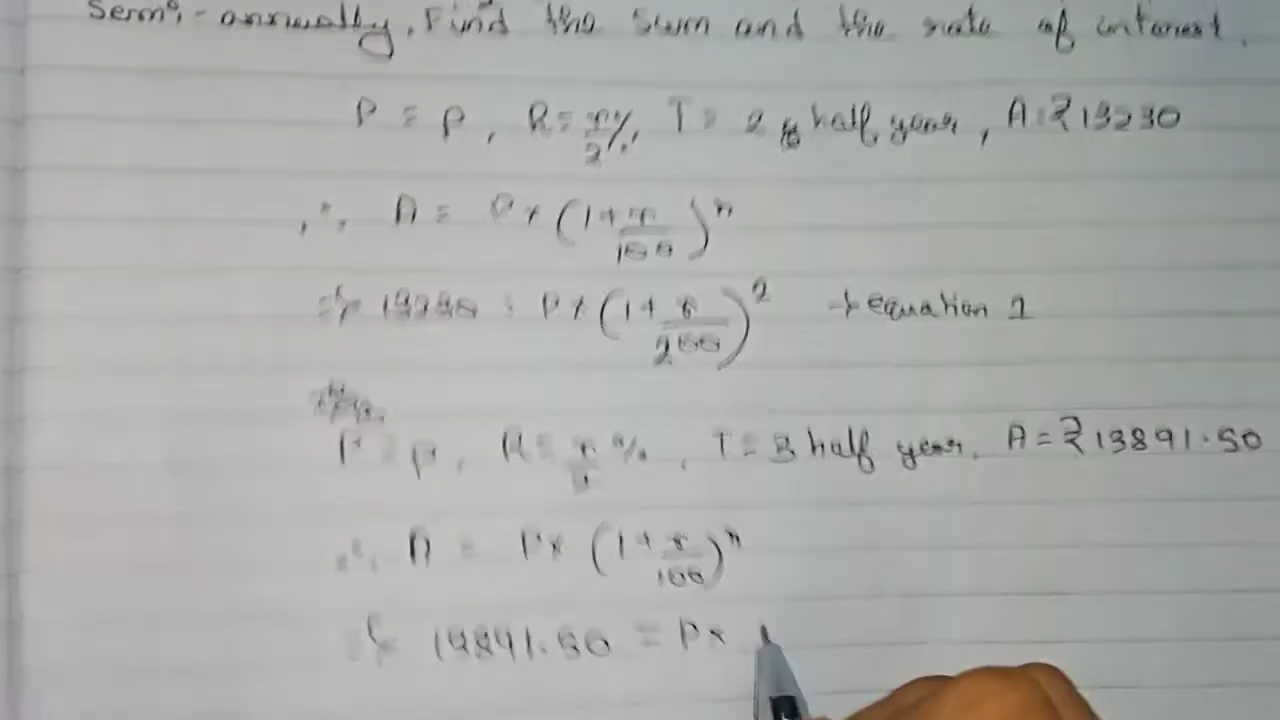 Semi-annually. Find the sum and the rate of interest.
P = P, R = r/2 %, T = 2 half year, A = ₹13230
∴ A = P × (1 + r/100)^n
⇒ 13230 = P × (1 + r/200)^2 → equation 1
P = P, R = r/2 %, T = 3 half year, A = ₹13891.50
∴ A = P × (1 + r/100)^n
⇒ 13891.50 = P ×